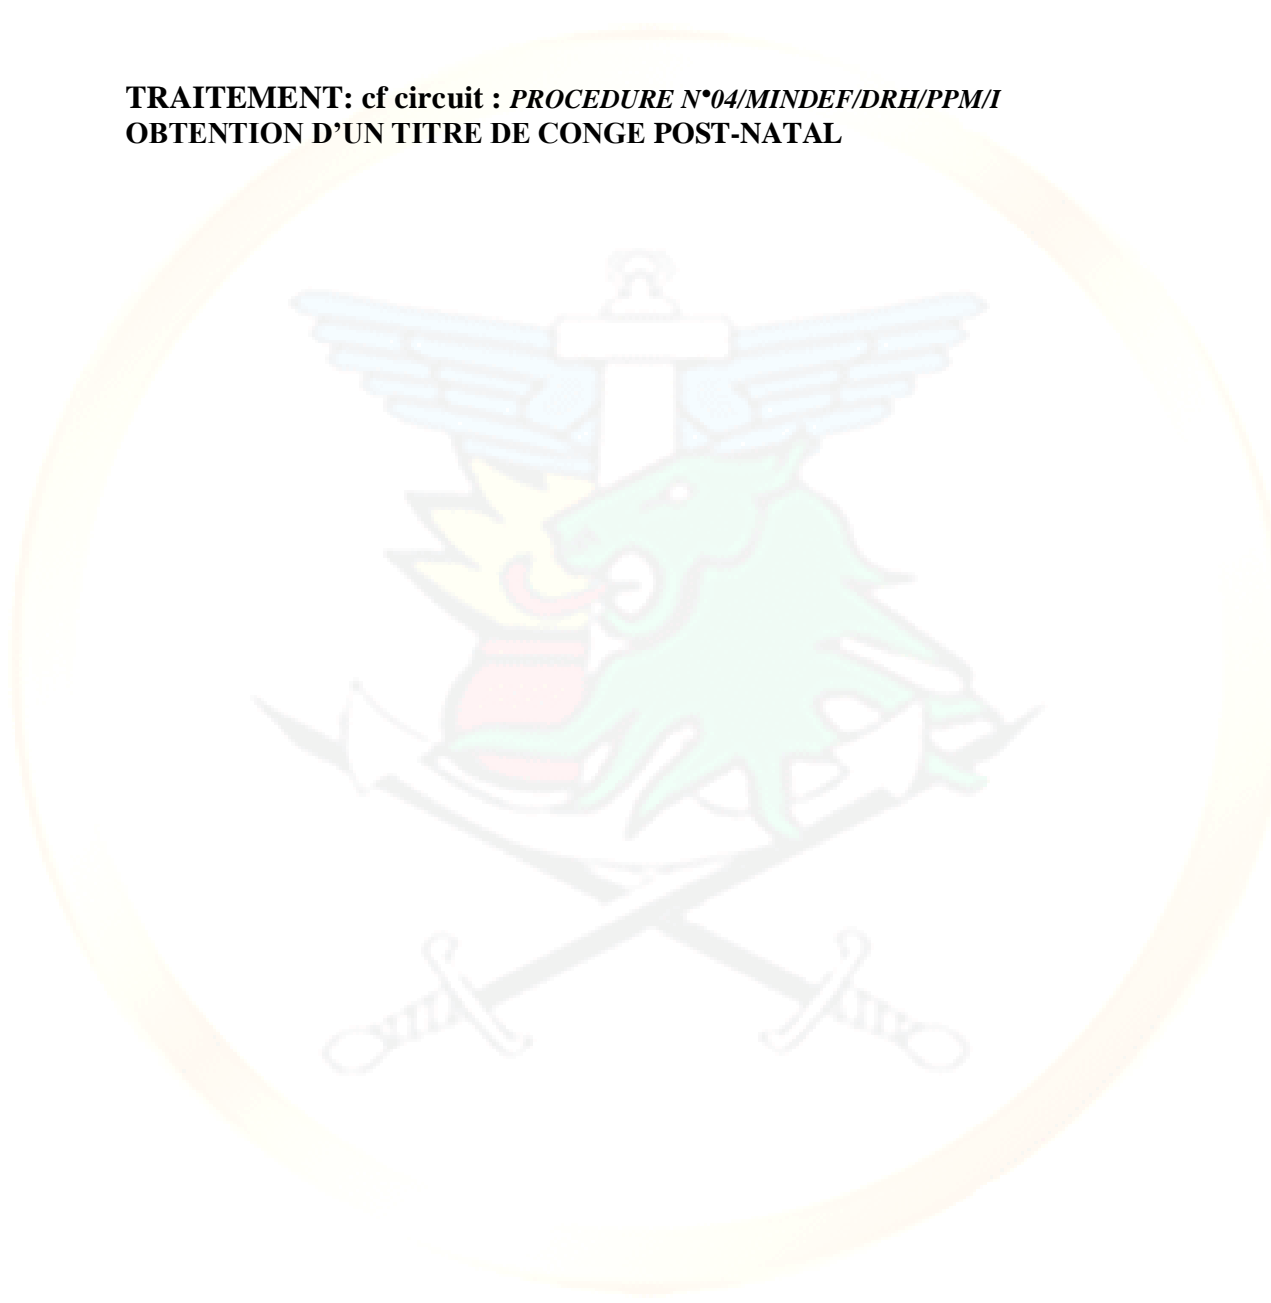 TRAITEMENT: cf circuit : PROCEDURE N°04/MINDEF/DRH/PPM/I
OBTENTION D’UN TITRE DE CONGE POST-NATAL